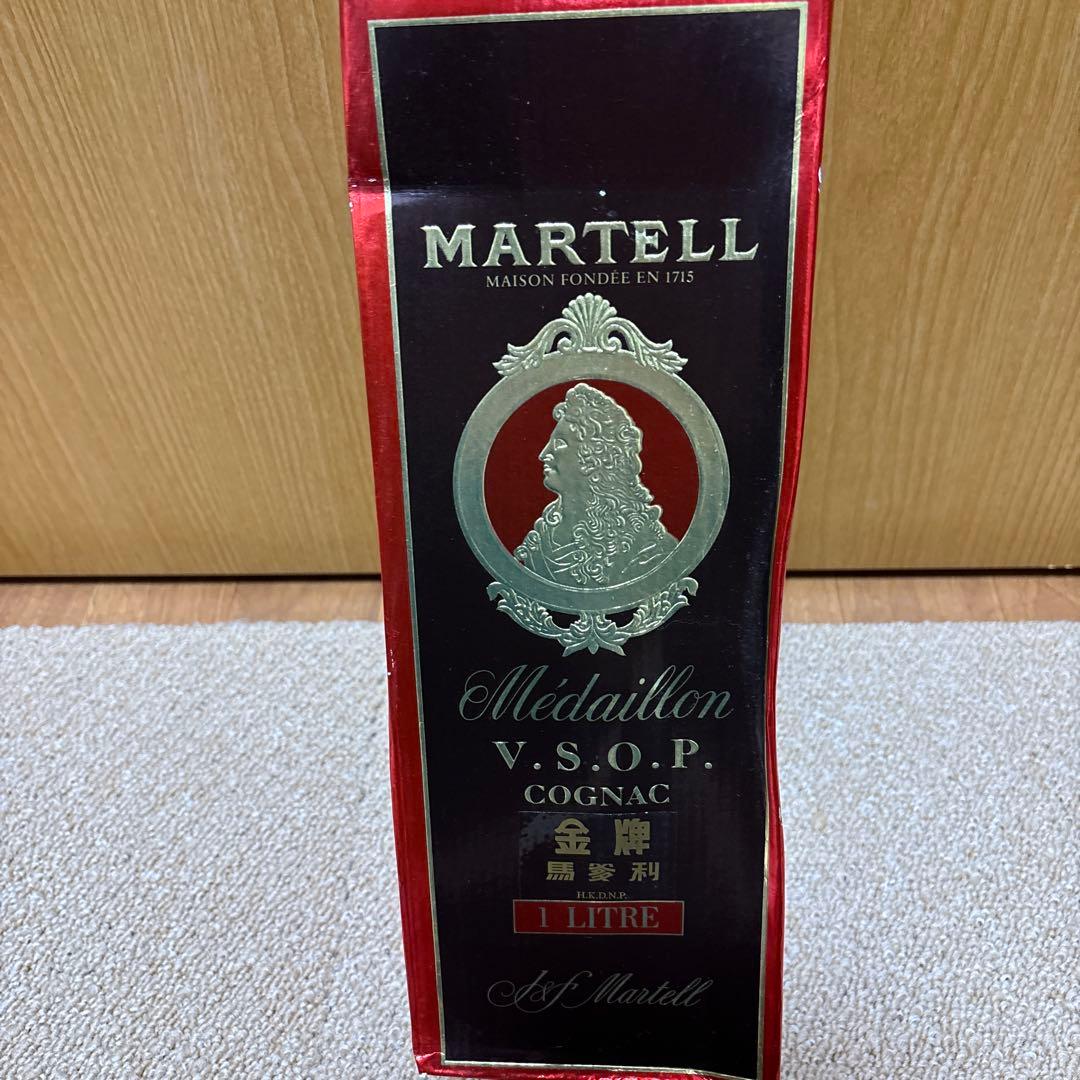 MARTELL
MAISON FONDÉE EN 1715
Médaillon
V.S.O.P.
COGNAC
金牌
馬爹利
H.K.D.N.P.
1 LITRE
J&F Martell